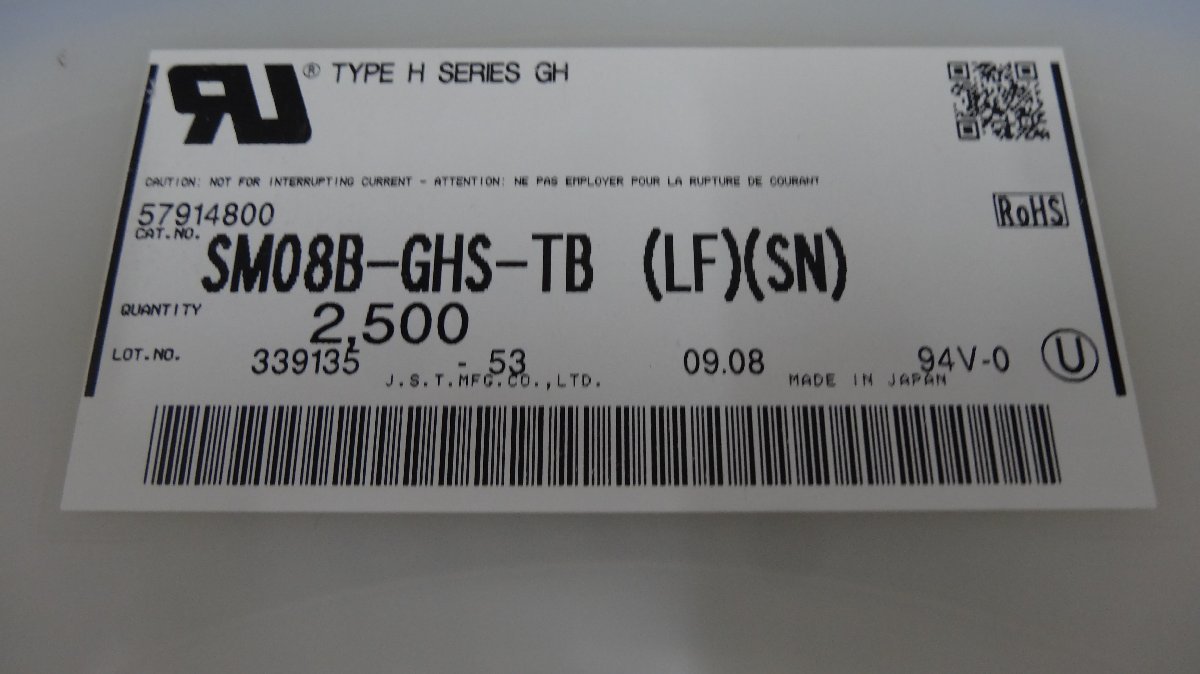 ® TYPE H SERIES GH
CAUTION: NOT FOR INTERRUPTING CURRENT - ATTENTION: NE PAS EMPLOYER POUR LA RUPTURE DE COURANT
57914800
RoHS
CAT.NO. SM08B-GHS-TB (LF)(SN)
QUANTITY 2,500
LOT.NO. 339135 - 53 09.08 94V-0 U
J.S.T.MFG.CO.,LTD. MADE IN JAPAN